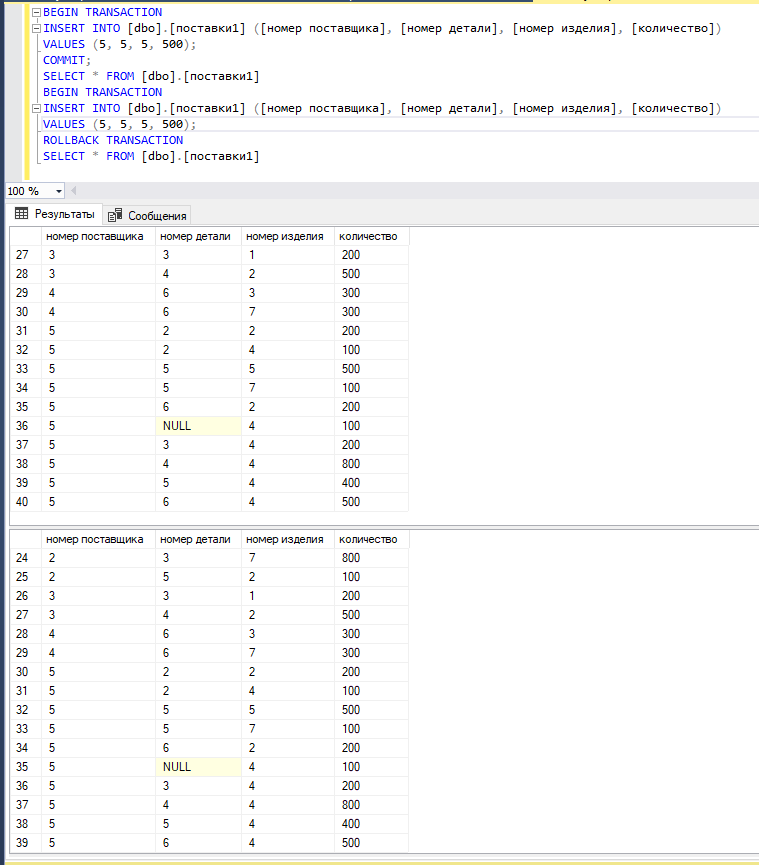 BEGIN TRANSACTION
INSERT INTO [dbo].[поставки1] ([номер поставщика], [номер детали], [номер изделия], [количество])
VALUES (5, 5, 5, 500);
COMMIT;
SELECT * FROM [dbo].[поставки1]
BEGIN TRANSACTION
INSERT INTO [dbo].[поставки1] ([номер поставщика], [номер детали], [номер изделия], [количество])
VALUES (5, 5, 5, 500);
ROLLBACK TRANSACTION
SELECT * FROM [dbo].[поставки1]
100 %
Результаты Сообщения
номер поставщика номер детали номер изделия количество
27 3 3 1 200
28 3 4 2 500
29 4 6 3 300
30 4 6 7 300
31 5 2 2 200
32 5 2 4 100
33 5 5 5 500
34 5 5 7 100
35 5 6 2 200
36 5 NULL 4 100
37 5 3 4 200
38 5 4 4 800
39 5 5 4 400
40 5 6 4 500
номер поставщика номер детали номер изделия количество
24 2 3 7 800
25 2 5 2 100
26 3 3 1 200
27 3 4 2 500
28 4 6 3 300
29 4 6 7 300
30 5 2 2 200
31 5 2 4 100
32 5 5 5 500
33 5 5 7 100
34 5 6 2 200
35 5 NULL 4 100
36 5 3 4 200
37 5 4 4 800
38 5 5 4 400
39 5 6 4 500